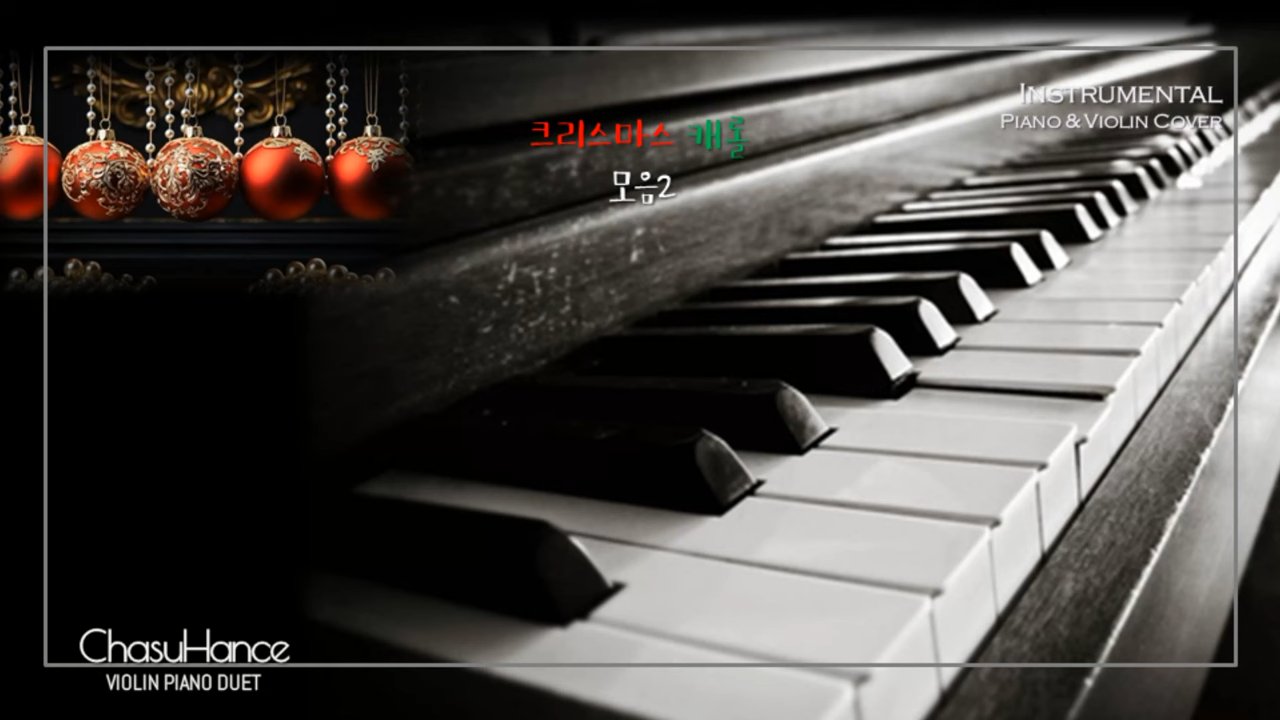 INSTRUMENTAL
PIANO & VIOLIN COVER
크리스마스 캐롤
모음2
ChasuHance
VIOLIN PIANO DUET